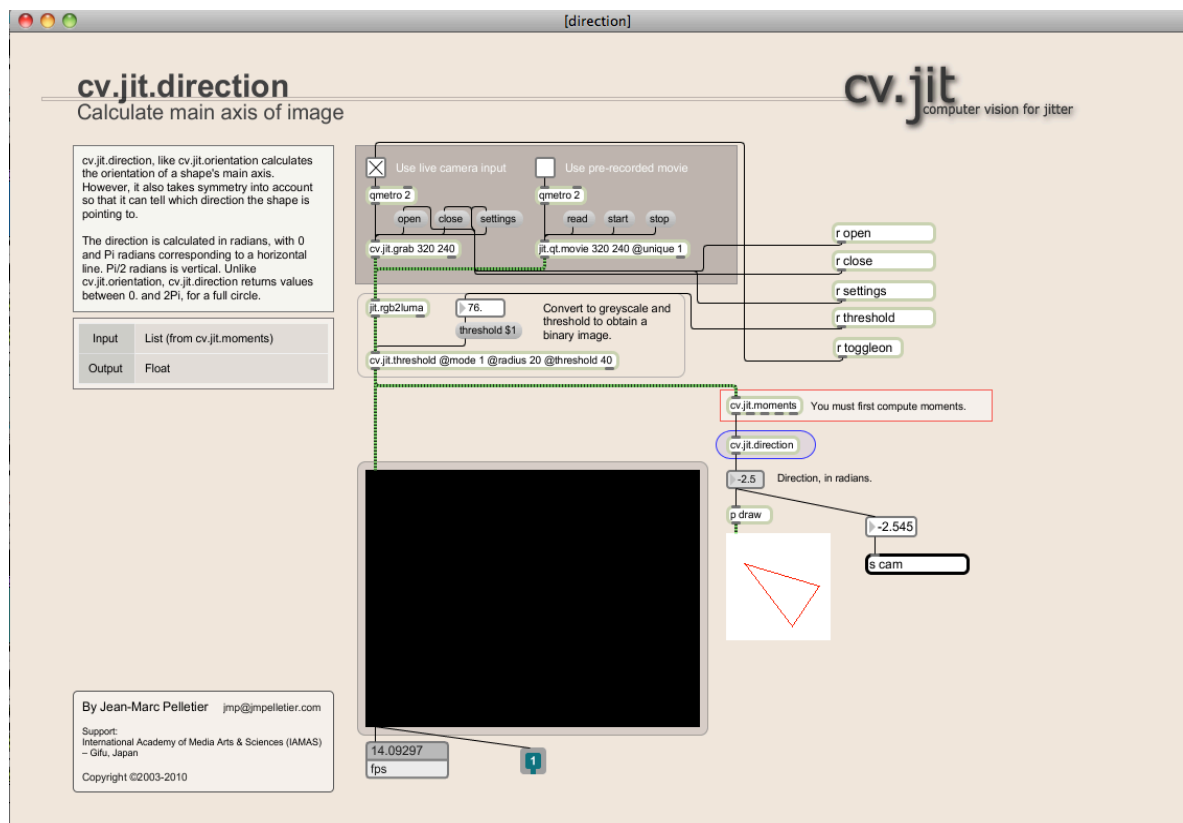 [direction]
cv.jit.direction
Calculate main axis of image
cv.jit
computer vision for jitter
cv.jit.direction, like cv.jit.orientation calculates
the orientation of a shape's main axis.
However, it also takes symmetry into account
so that it can tell which direction the shape is
pointing to.
The direction is calculated in radians, with 0
and Pi radians corresponding to a horizontal
line. Pi/2 radians is vertical. Unlike
cv.jit.orientation, cv.jit.direction returns values
between 0. and 2Pi, for a full circle.
Input List (from cv.jit.moments)
Output Float
Use live camera input Use pre-recorded movie
qmetro 2 qmetro 2
open close settings read start stop
cv.jit.grab 320 240 jit.qt.movie 320 240 @unique 1
r open
r close
r settings
r threshold
r toggleon
jit.rgb2luma 76.
threshold $1
Convert to greyscale and
threshold to obtain a
binary image.
cv.jit.threshold @mode 1 @radius 20 @threshold 40
cv.jit.moments You must first compute moments.
cv.jit.direction
-2.5 Direction, in radians.
p draw
-2.545
s cam
14.09297
fps
1
By Jean-Marc Pelletier jmp@jmpelletier.com
Support:
International Academy of Media Arts & Sciences (IAMAS)
– Gifu, Japan
Copyright ©2003-2010